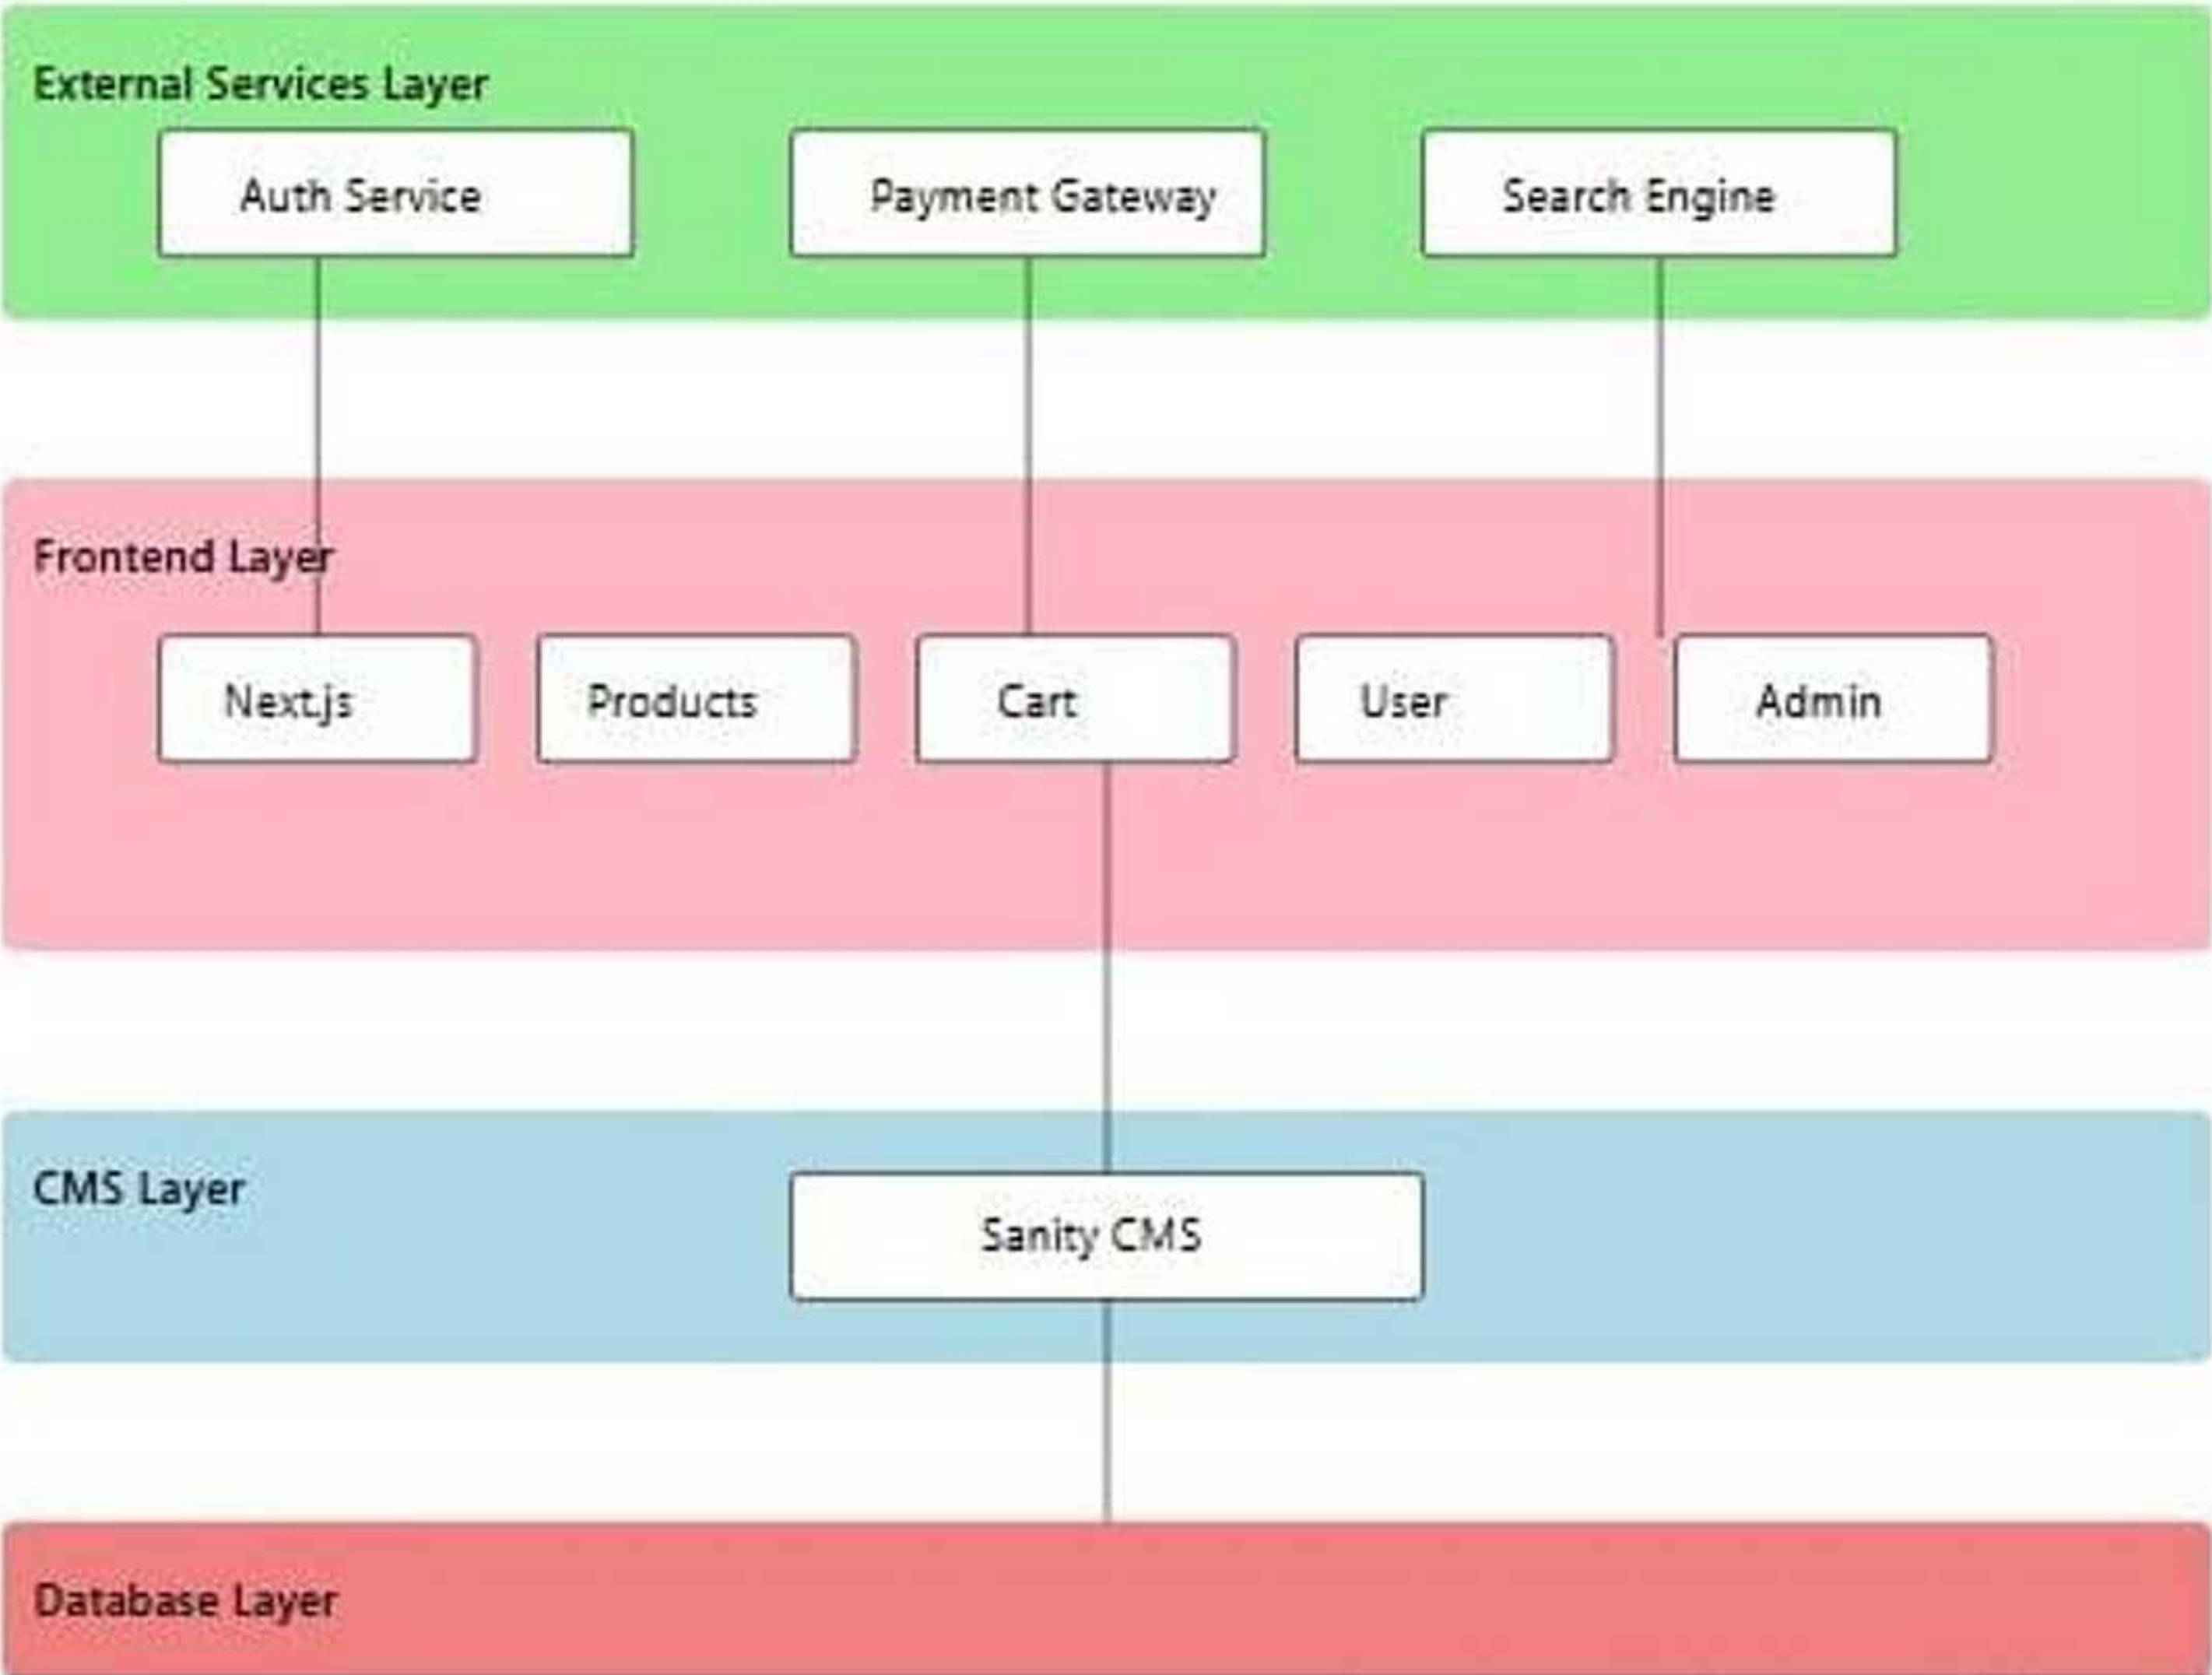 External Services Layer
Auth Service
Payment Gateway
Search Engine
Frontend Layer
Next.js
Products
Cart
User
Admin
CMS Layer
Sanity CMS
Database Layer